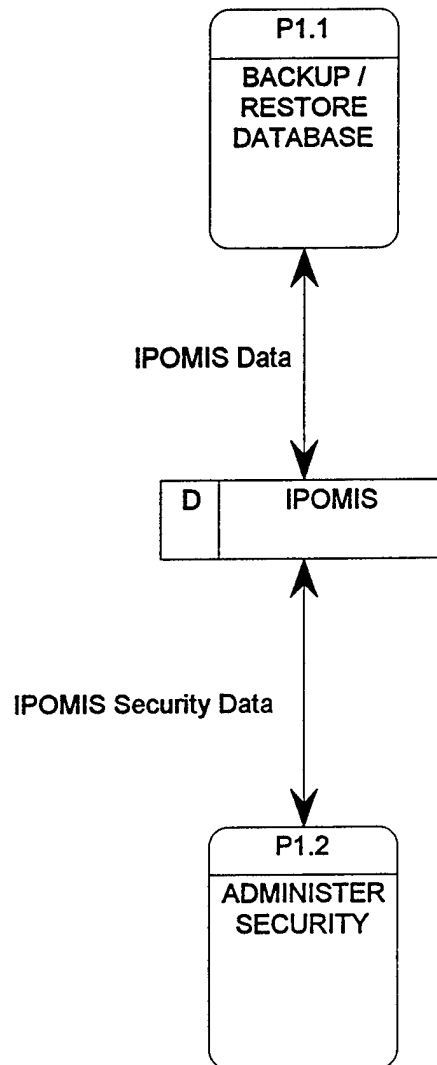 P1.1
BACKUP /
RESTORE
DATABASE
IPOMIS Data
D IPOMIS
IPOMIS Security Data
P1.2
ADMINISTER
SECURITY